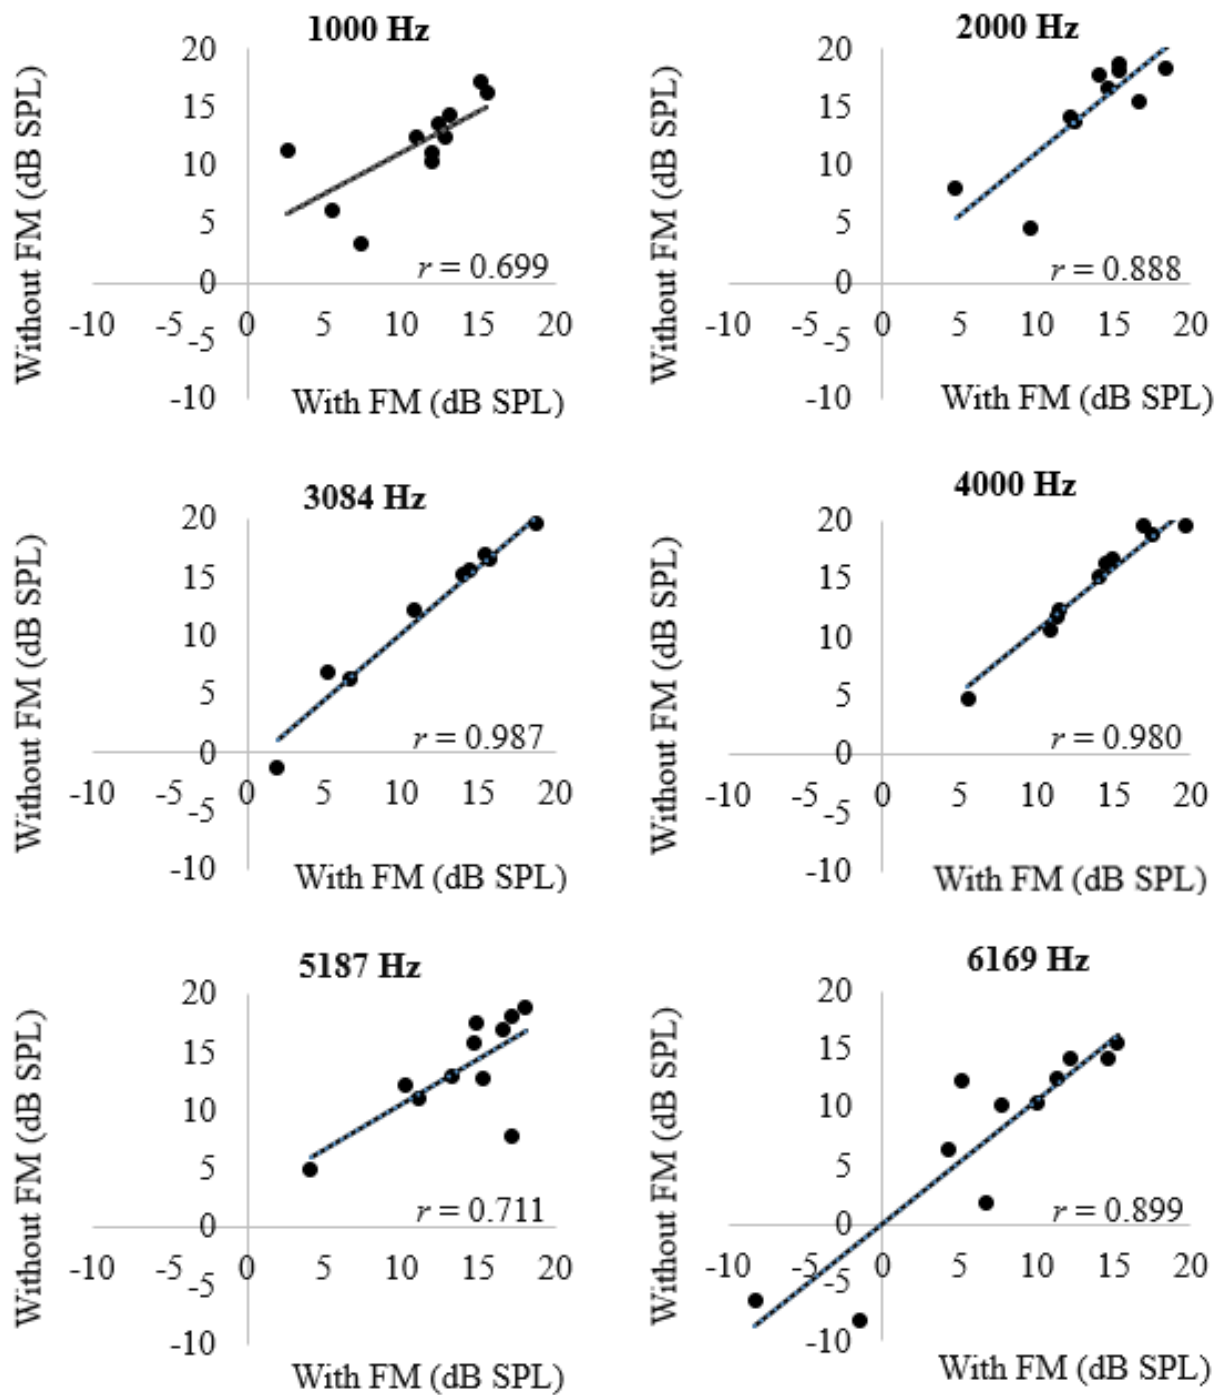 1000 Hz
Without FM (dB SPL)
20
15
10
5
0
-5
-10
-10 -5 0 5 10 15 20
r = 0.699
With FM (dB SPL)
2000 Hz
Without FM (dB SPL)
20
15
10
5
0
-5
-10
-10 -5 0 5 10 15 20
r = 0.888
With FM (dB SPL)
3084 Hz
Without FM (dB SPL)
20
15
10
5
0
-5
-10
-10 -5 0 5 10 15 20
r = 0.987
With FM (dB SPL)
4000 Hz
Without FM (dB SPL)
20
15
10
5
0
-5
-10
-10 -5 0 5 10 15 20
r = 0.980
With FM (dB SPL)
5187 Hz
Without FM (dB SPL)
20
15
10
5
0
-5
-10
-10 -5 0 5 10 15 20
r = 0.711
With FM (dB SPL)
6169 Hz
Without FM (dB SPL)
20
15
10
5
0
-5
-10
-10 -5 0 5 10 15 20
r = 0.899
With FM (dB SPL)